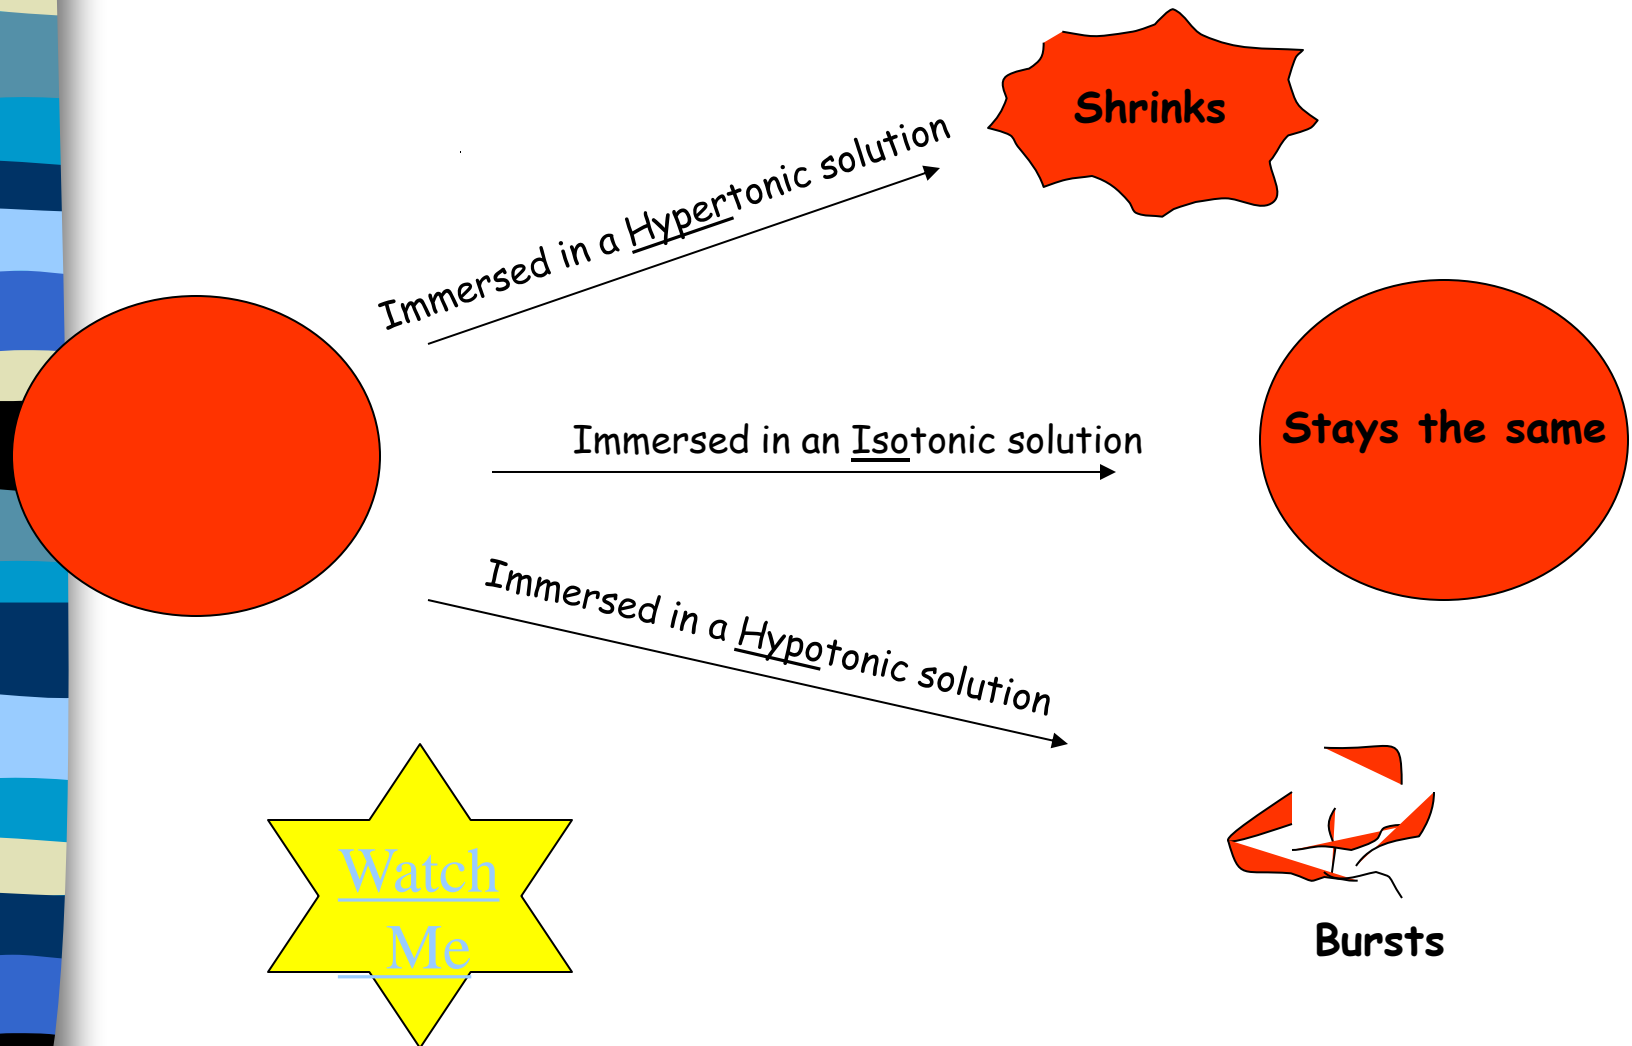 Shrinks
Immersed in a Hypertonic solution
Immersed in an Isotonic solution
Stays the same
Immersed in a Hypotonic solution
Watch
Me
Bursts